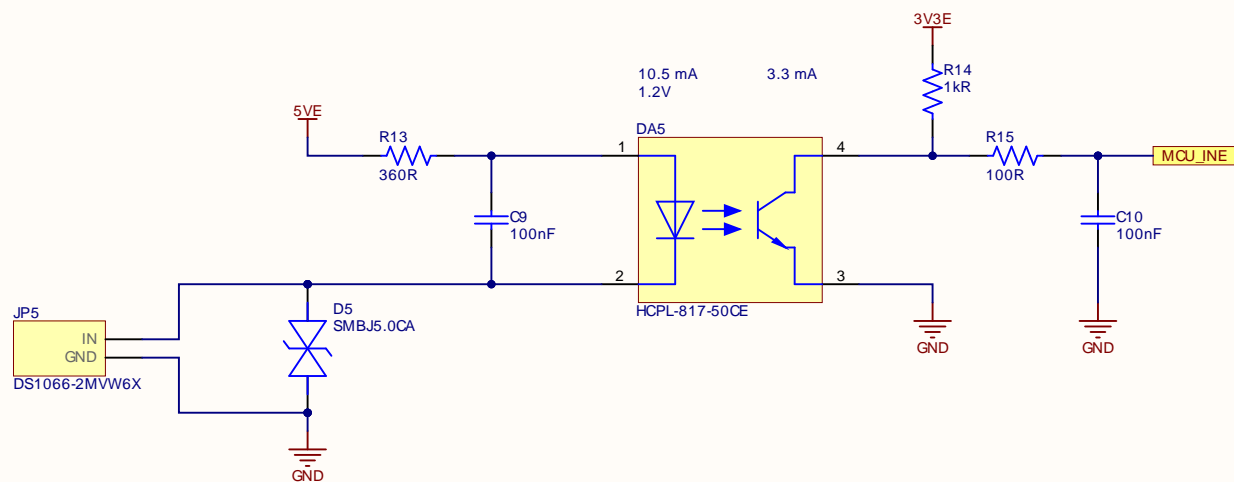 3V3E
10.5 mA
3.3 mA
1.2V
R14
1kR
5VE
DA5
R13
360R
1
4
R15
100R
MCU_INE
C9
100nF
C10
100nF
2
3
HCPL-817-50CE
JP5
IN
GND
DS1066-2MVW6X
D5
SMBJ5.0CA
GND
GND
GND